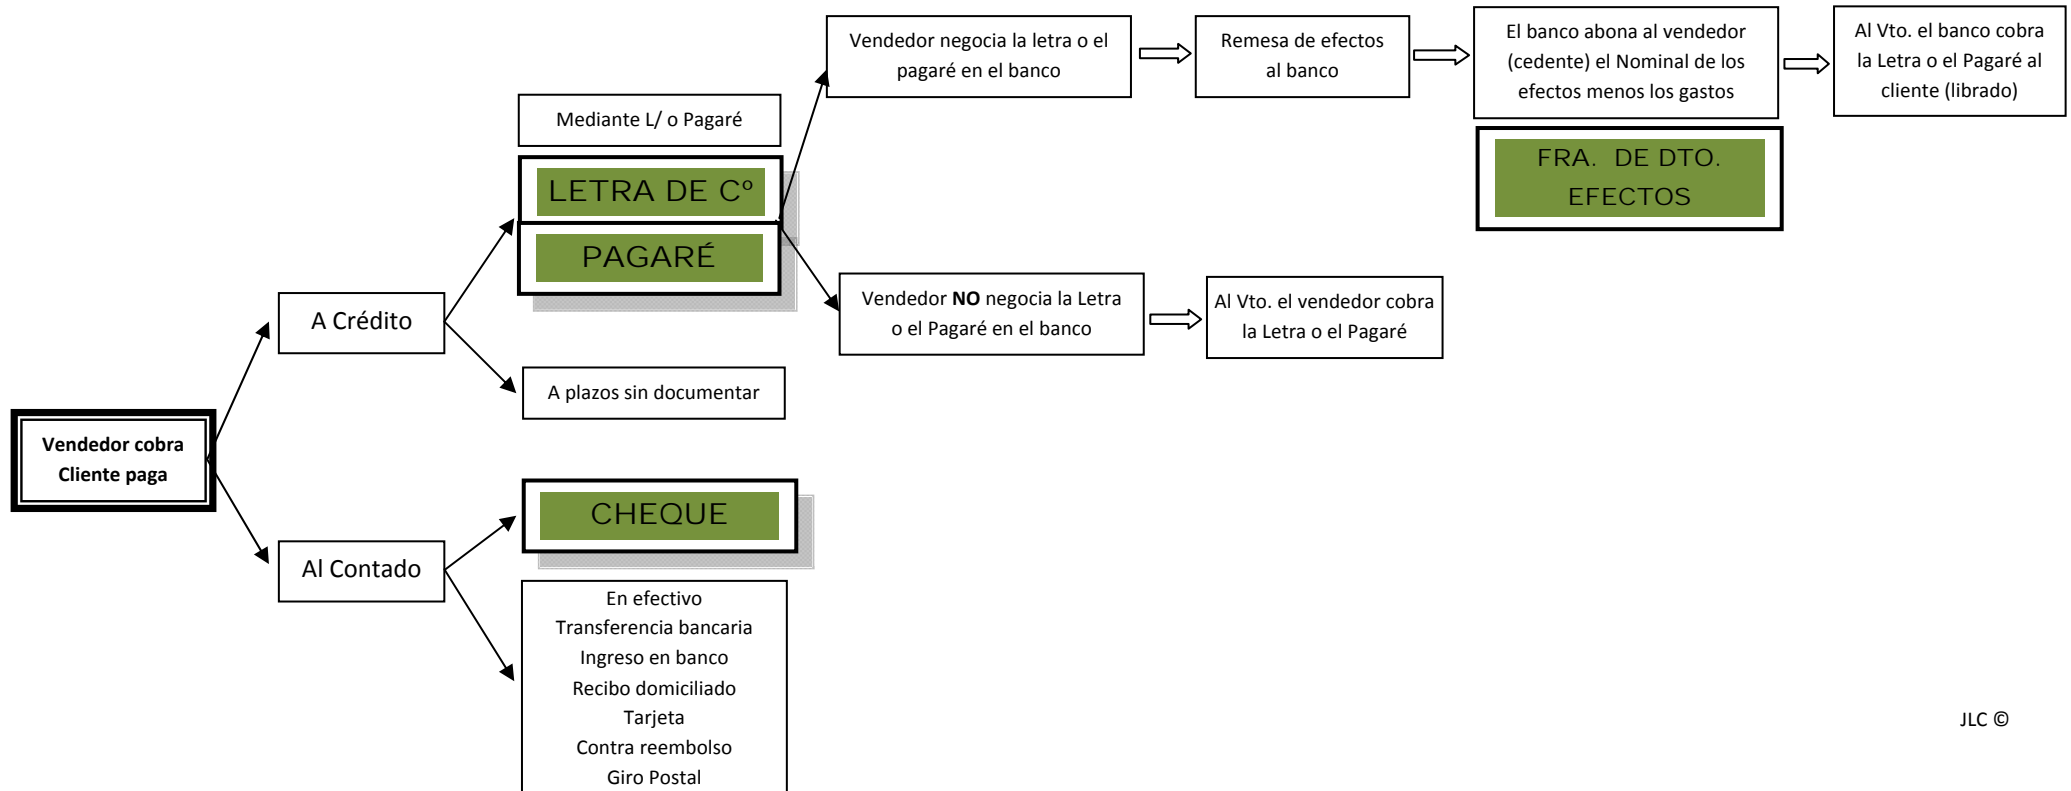 Vendedor cobra
Cliente paga
A Crédito
Mediante L/ o Pagaré
LETRA DE Cº
PAGARÉ
Vendedor negocia la letra o el
pagaré en el banco
Remesa de efectos
al banco
El banco abona al vendedor
(cedente) el Nominal de los
efectos menos los gastos
FRA. DE DTO.
EFECTOS
Al Vto. el banco cobra
la Letra o el Pagaré al
cliente (librado)
Vendedor NO negocia la Letra
o el Pagaré en el banco
Al Vto. el vendedor cobra
la Letra o el Pagaré
A plazos sin documentar
Al Contado
CHEQUE
En efectivo
Transferencia bancaria
Ingreso en banco
Recibo domiciliado
Tarjeta
Contra reembolso
Giro Postal
JLC ©